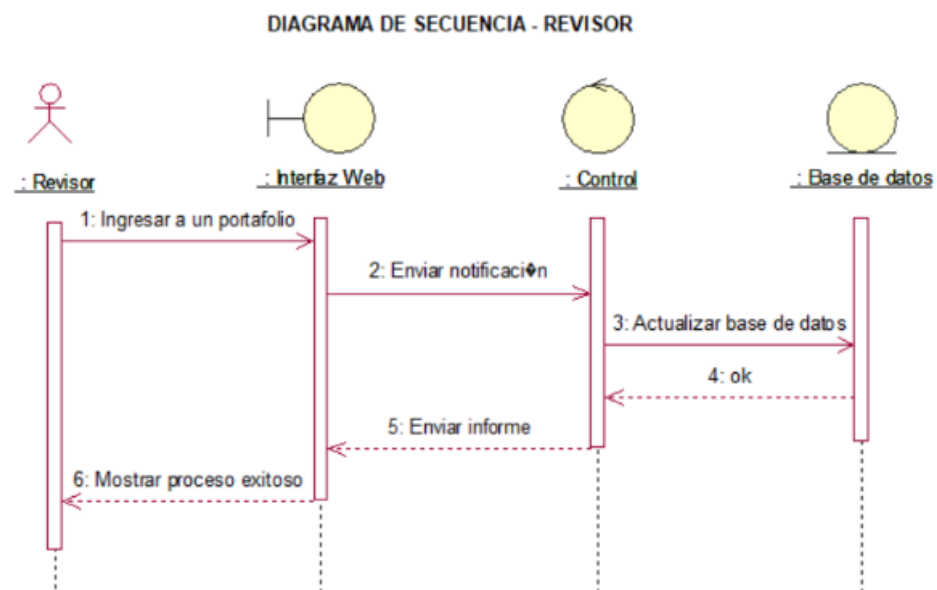 DIAGRAMA DE SECUENCIA - REVISOR
: Revisor
: Interfaz Web
: Control
: Base de datos
1: Ingresar a un portafolio
2: Enviar notificaci�n
3: Actualizar base de datos
4: ok
5: Enviar informe
6: Mostrar proceso exitoso